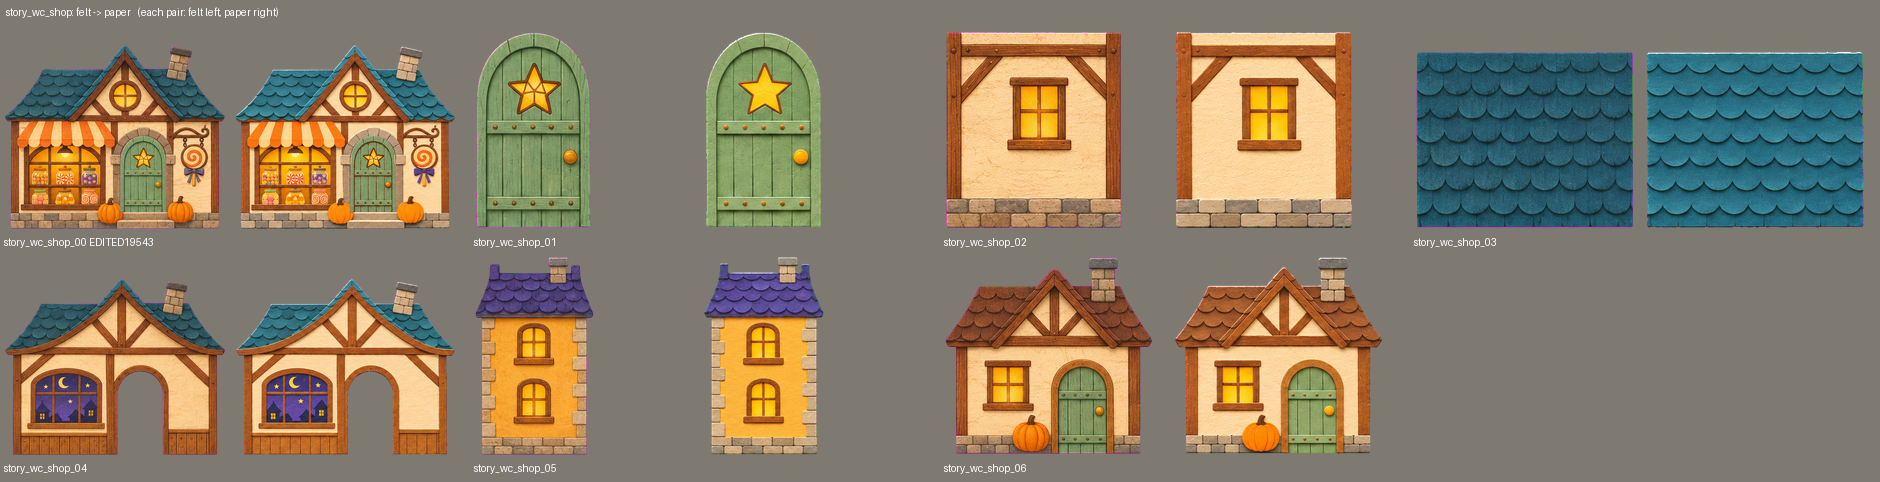 story_wc_shop: felt -> paper (each pair: felt left, paper right)
story_wc_shop_00 EDITED19543
story_wc_shop_01
story_wc_shop_02
story_wc_shop_03
story_wc_shop_04
story_wc_shop_05
story_wc_shop_06